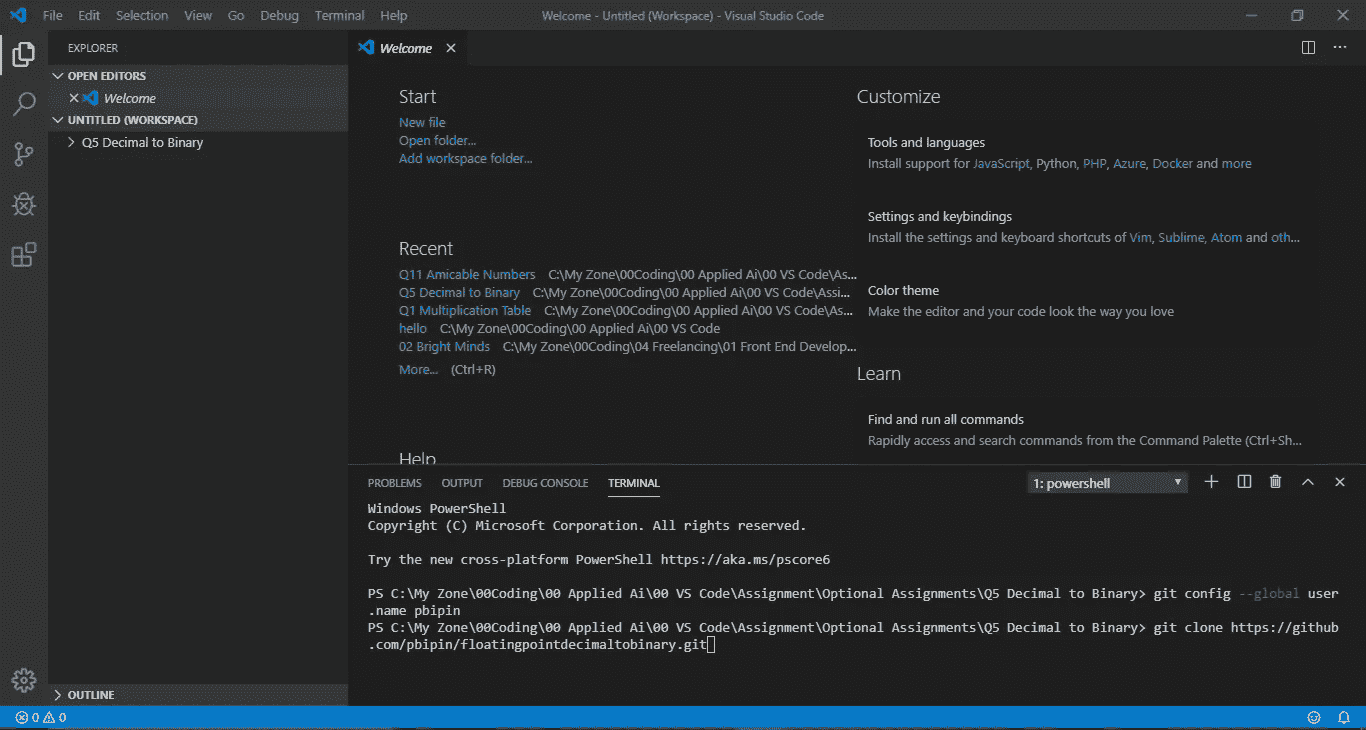 File Edit Selection View Go Debug Terminal Help
Welcome - Untitled (Workspace) - Visual Studio Code
EXPLORER
OPEN EDITORS
Welcome
UNTITLED (WORKSPACE)
Q5 Decimal to Binary
OUTLINE
Welcome
Start
New file
Open folder...
Add workspace folder...
Recent
Q11 Amicable Numbers C:\My Zone\00Coding\00 Applied Ai\00 VS Code\As...
Q5 Decimal to Binary C:\My Zone\00Coding\00 Applied Ai\00 VS Code\Assi...
Q1 Multiplication Table C:\My Zone\00Coding\00 Applied Ai\00 VS Code\As...
hello C:\My Zone\00Coding\00 Applied Ai\00 VS Code
02 Bright Minds C:\My Zone\00Coding\04 Freelancing\01 Front End Develop...
More... (Ctrl+R)
Help
Customize
Tools and languages
Install support for JavaScript, Python, PHP, Azure, Docker and more
Settings and keybindings
Install the settings and keyboard shortcuts of Vim, Sublime, Atom and oth...
Color theme
Make the editor and your code look the way you love
Learn
Find and run all commands
Rapidly access and search commands from the Command Palette (Ctrl+Sh...
PROBLEMS OUTPUT DEBUG CONSOLE TERMINAL
1: powershell
Windows PowerShell
Copyright (C) Microsoft Corporation. All rights reserved.
Try the new cross-platform PowerShell https://aka.ms/pscore6
PS C:\My Zone\00Coding\00 Applied Ai\00 VS Code\Assignment\Optional Assignments\Q5 Decimal to Binary> git config --global user
.name pbipin
PS C:\My Zone\00Coding\00 Applied Ai\00 VS Code\Assignment\Optional Assignments\Q5 Decimal to Binary> git clone https://github
.com/pbipin/floatingpointdecimaltobinary.git
0 0